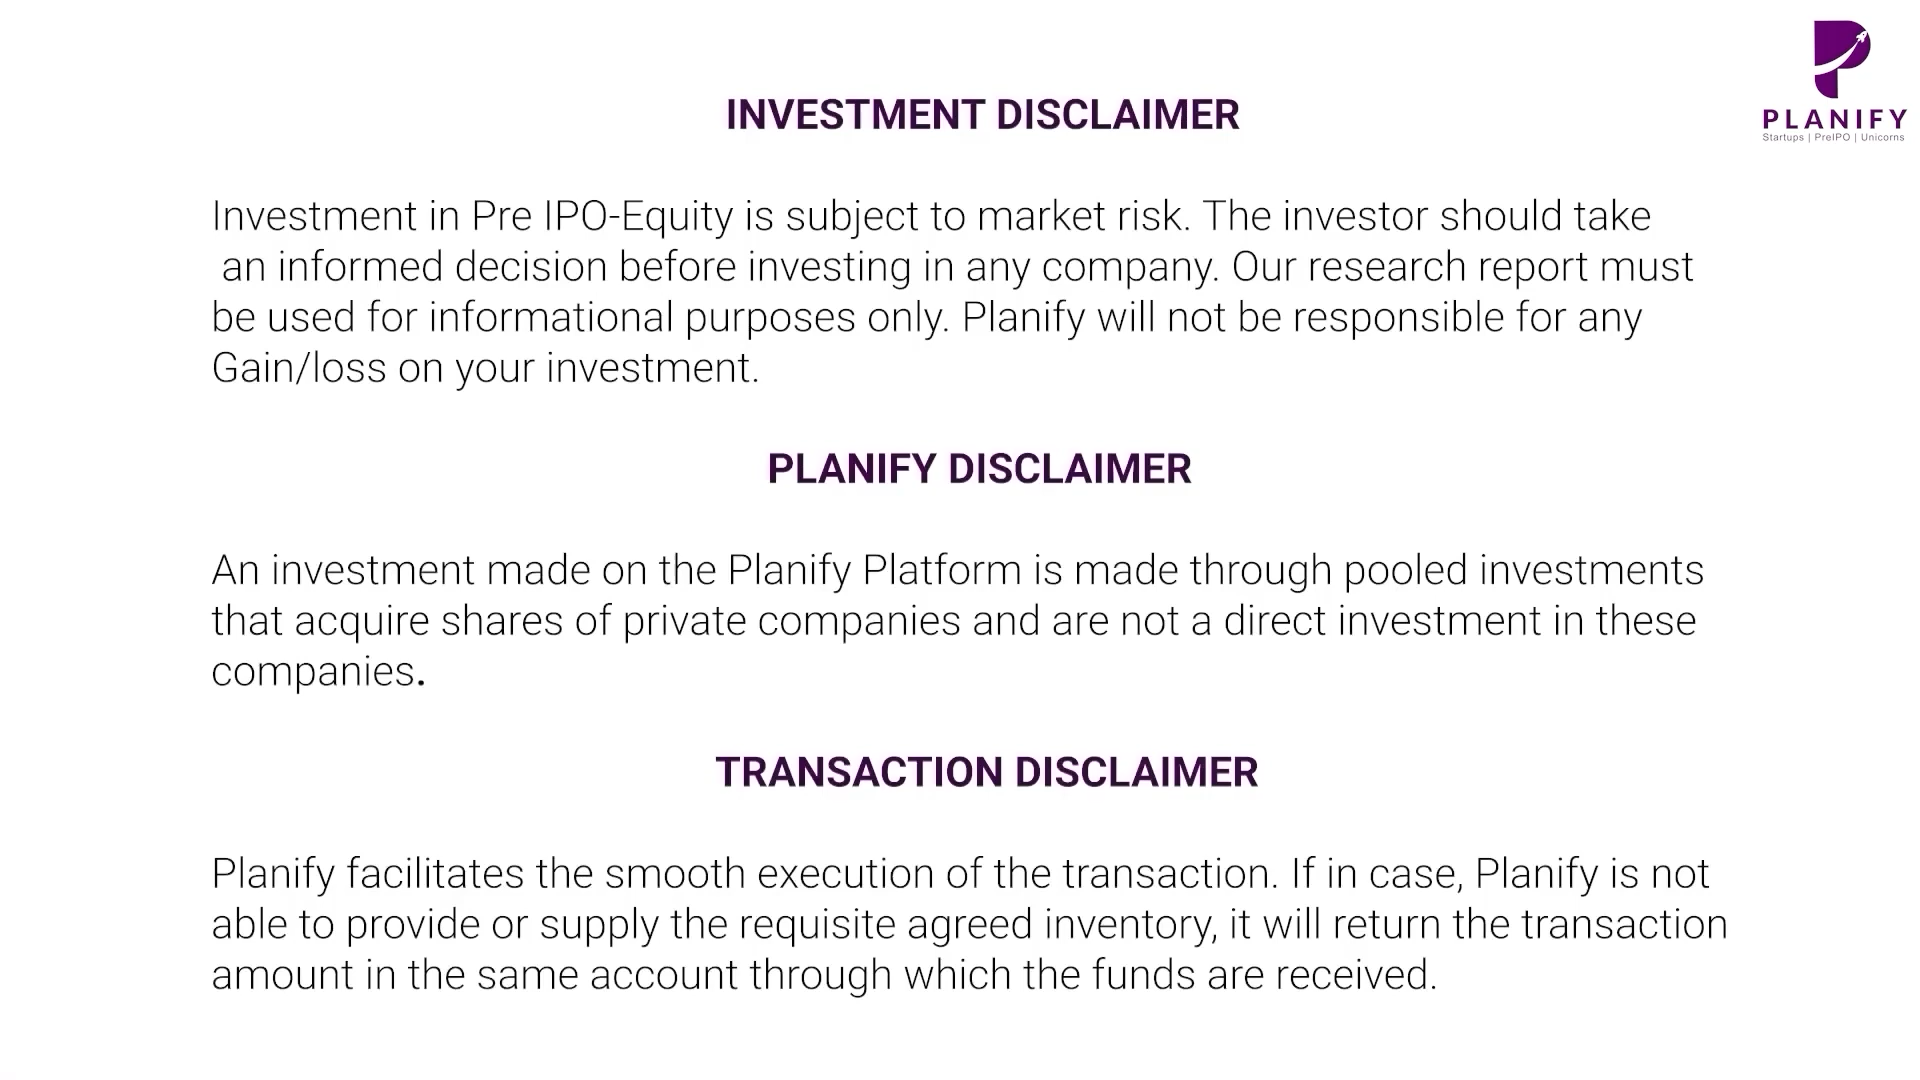 PLANIFY
Startups | PreIPO | Unicorns
INVESTMENT DISCLAIMER
Investment in Pre IPO-Equity is subject to market risk. The investor should take
an informed decision before investing in any company. Our research report must
be used for informational purposes only. Planify will not be responsible for any
Gain/loss on your investment.
PLANIFY DISCLAIMER
An investment made on the Planify Platform is made through pooled investments
that acquire shares of private companies and are not a direct investment in these
companies.
TRANSACTION DISCLAIMER
Planify facilitates the smooth execution of the transaction. If in case, Planify is not
able to provide or supply the requisite agreed inventory, it will return the transaction
amount in the same account through which the funds are received.